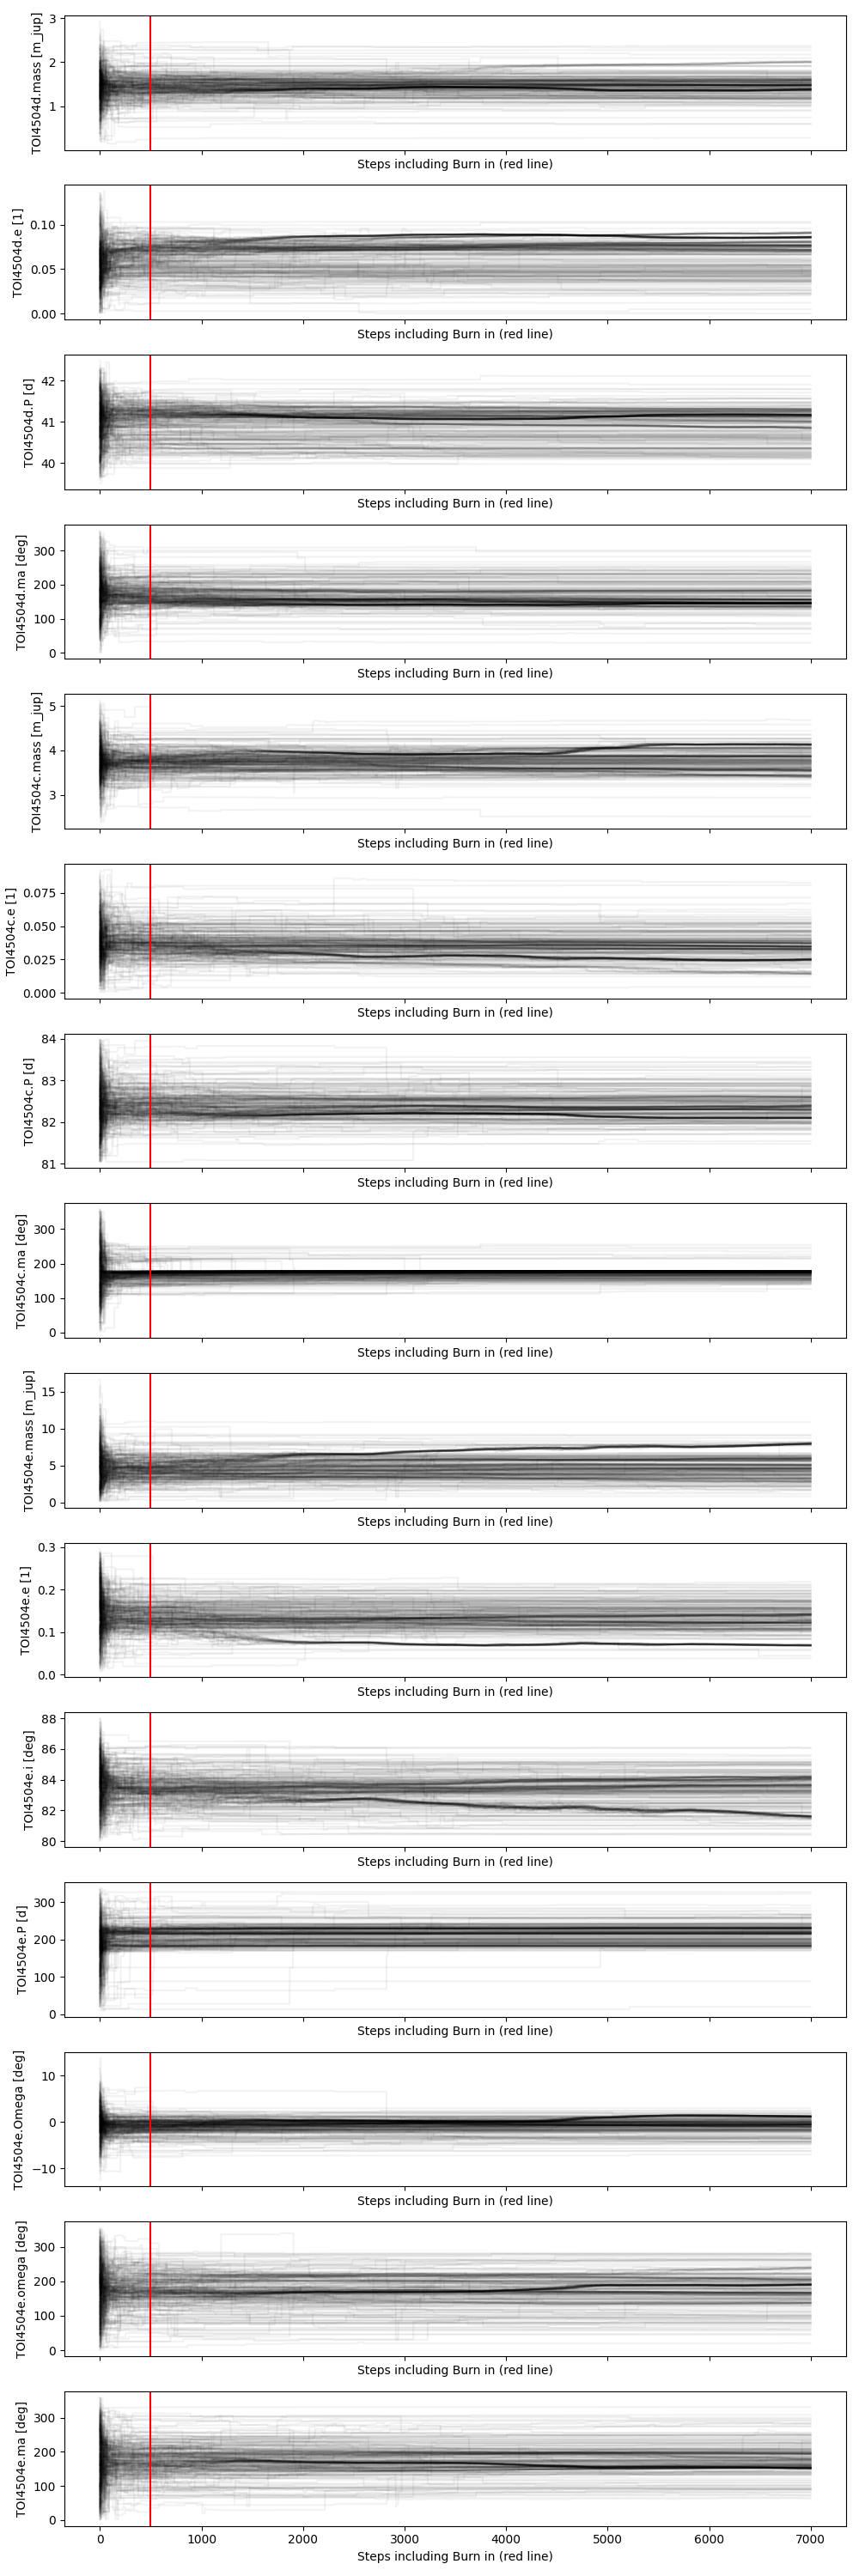 TOI4504d.mass [m_jup]
3
2
1
Steps including Burn in (red line)
TOI4504d.e [1]
0.10
0.05
0.00
Steps including Burn in (red line)
TOI4504d.P [d]
42
41
40
Steps including Burn in (red line)
TOI4504d.ma [deg]
300
200
100
0
Steps including Burn in (red line)
TOI4504c.mass [m_jup]
5
4
3
Steps including Burn in (red line)
TOI4504c.e [1]
0.075
0.050
0.025
0.000
Steps including Burn in (red line)
TOI4504c.P [d]
84
83
82
81
Steps including Burn in (red line)
TOI4504c.ma [deg]
300
200
100
0
Steps including Burn in (red line)
TOI4504e.mass [m_jup]
15
10
5
0
Steps including Burn in (red line)
TOI4504e.e [1]
0.3
0.2
0.1
0.0
Steps including Burn in (red line)
TOI4504e.i [deg]
88
86
84
82
80
Steps including Burn in (red line)
TOI4504e.P [d]
300
200
100
0
Steps including Burn in (red line)
TOI4504e.Omega [deg]
10
0
−10
Steps including Burn in (red line)
TOI4504e.omega [deg]
300
200
100
0
Steps including Burn in (red line)
TOI4504e.ma [deg]
300
200
100
0
0 1000 2000 3000 4000 5000 6000 7000
Steps including Burn in (red line)